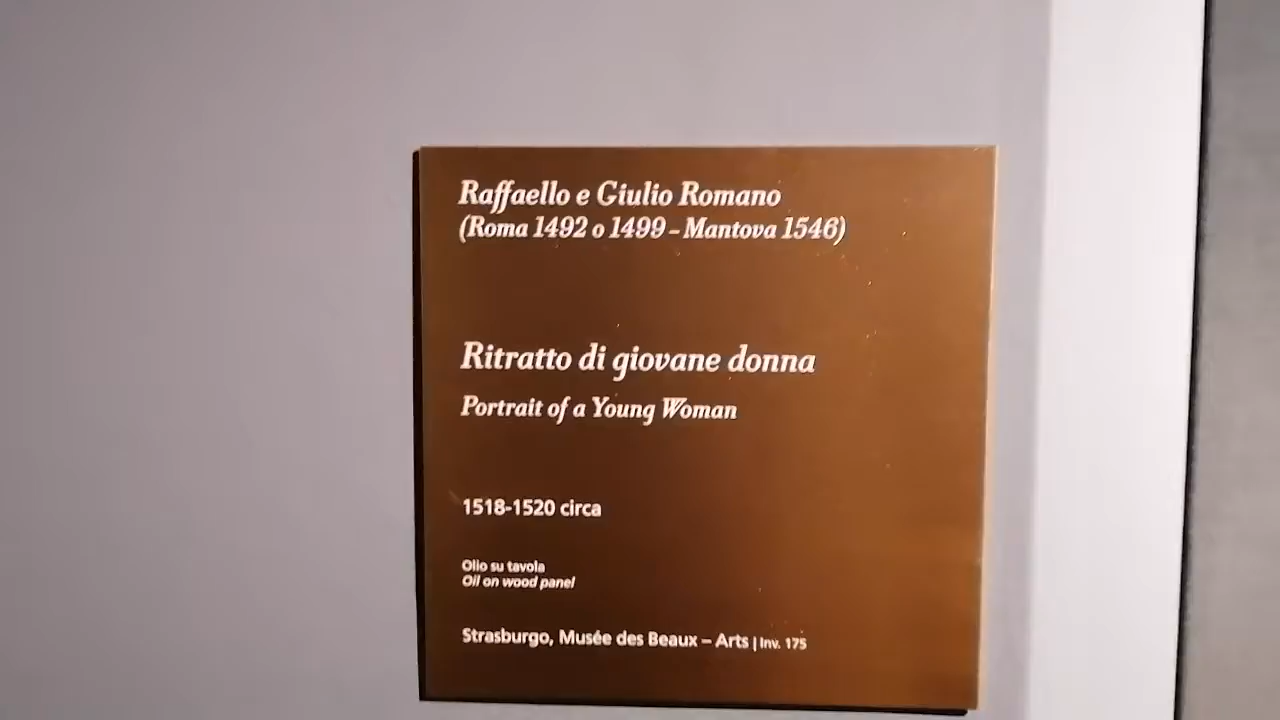 Raffaello e Giulio Romano
(Roma 1492 o 1499 – Mantova 1546)
Ritratto di giovane donna
Portrait of a Young Woman
1518-1520 circa
Olio su tavola
Oil on wood panel
Strasburgo, Musée des Beaux – Arts | Inv. 175